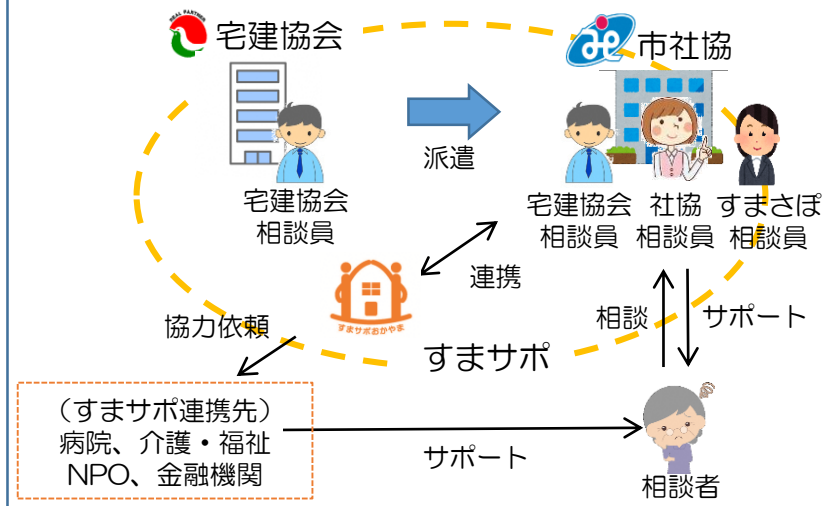 REAL PARTNER
宅建協会
市社協
派遣
宅建協会
相談員
宅建協会
相談員
社協
相談員
すまさぽ
相談員
連携
すまサポおかやま
協力依頼
すまサポ
相談
サポート
（すまサポ連携先）
病院、介護・福祉
NPO、金融機関
サポート
相談者